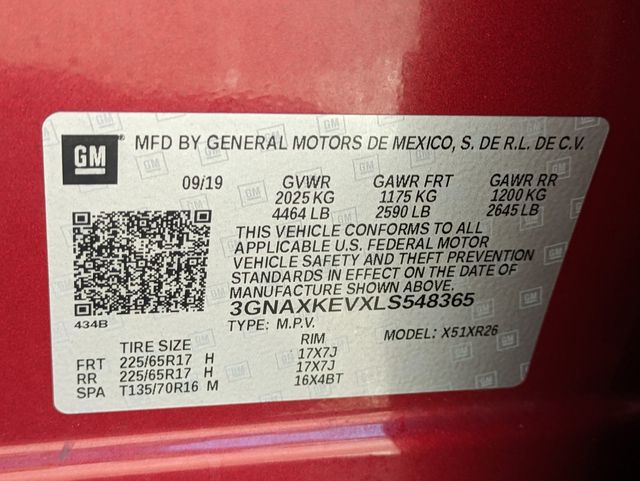 GM
MFD BY GENERAL MOTORS DE MEXICO, S. DE R.L. DE C.V.
09/19 GVWR GAWR FRT GAWR RR
2025 KG 1175 KG 1200 KG
4464 LB 2590 LB 2645 LB
THIS VEHICLE CONFORMS TO ALL
APPLICABLE U.S. FEDERAL MOTOR
VEHICLE SAFETY AND THEFT PREVENTION
STANDARDS IN EFFECT ON THE DATE OF
MANUFACTURE SHOWN ABOVE.
3GNAXKEVXLS548365
434B
TYPE: M.P.V. MODEL: X51XR26
TIRE SIZE RIM
FRT 225/65R17 H 17X7J
RR 225/65R17 H 17X7J
SPA T135/70R16 M 16X4BT